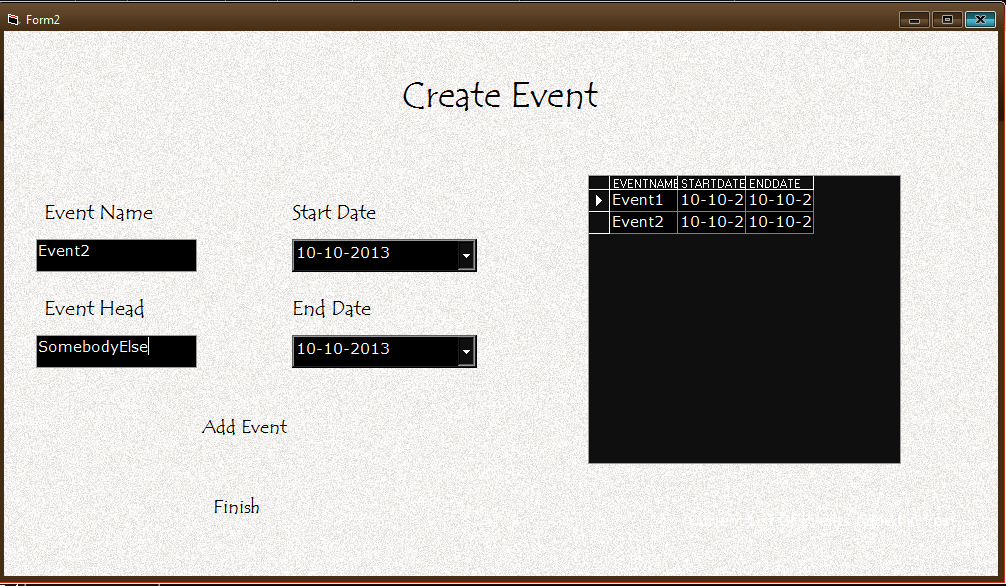 Form2
Create Event
Event Name
Start Date
Event2
10-10-2013
Event Head
End Date
SomebodyElse
10-10-2013
Add Event
Finish
EVENTNAME STARTDATE ENDDATE
Event1 10-10-2 10-10-2
Event2 10-10-2 10-10-2